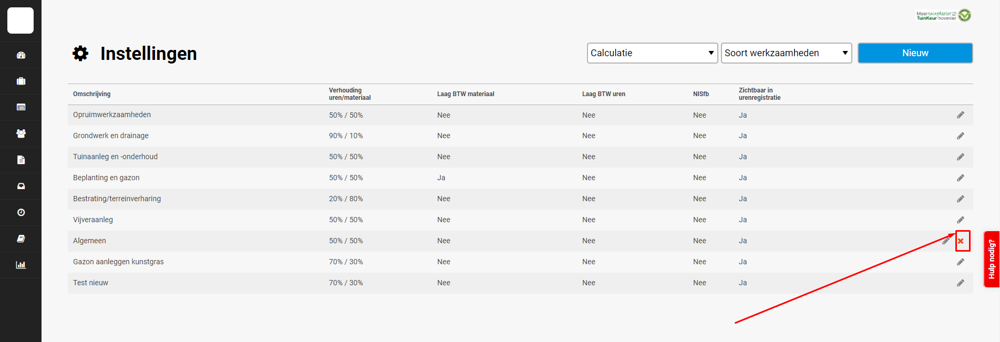 Meer tuinplezier
TuinKeur-hovenier
Instellingen
Calculatie
Soort werkzaamheden
Nieuw
Omschrijving
Verhouding uren/materiaal
Laag BTW materiaal
Laag BTW uren
NISfb
Zichtbaar in urenregistratie
Opruimwerkzaamheden 50% / 50% Nee Nee Nee Ja
Grondwerk en drainage 90% / 10% Nee Nee Nee Ja
Tuinaanleg en -onderhoud 50% / 50% Nee Nee Nee Ja
Beplanting en gazon 50% / 50% Ja Nee Nee Ja
Bestrating/terreinverharing 20% / 80% Nee Nee Nee Ja
Vijveraanleg 50% / 50% Nee Nee Nee Ja
Algemeen 50% / 50% Nee Nee Nee Ja
Gazon aanleggen kunstgras 70% / 30% Nee Nee Nee Ja
Test nieuw 70% / 30% Nee Nee Nee Ja
Hulp nodig?